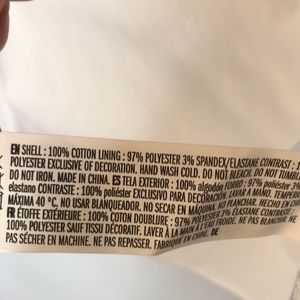 EN SHELL : 100% COTTON LINING : 97% POLYESTER 3% SPANDEX/ELASTANE CONTRAST :
POLYESTER EXCLUSIVE OF DECORATION. HAND WASH COLD. DO NOT BLEACH. DO NOT TUMBLE
DO NOT IRON. MADE IN CHINA. ES TELA EXTERIOR : 100% algodón FORRO : 97% poliéster
elastano CONTRASTE : 100% poliéster EXCLUSIVO PARA DECORACIÓN. LAVAR A MANO. TEMPER
MÁXIMA 40 °C. NO USAR BLANQUEADOR. NO SECAR EN MÁQUINA. NO PLANCHAR. HECHO EN CHINA.
FR ÉTOFFE EXTÉRIEURE : 100% COTON DOUBLURE : 97% POLYESTER 3% ÉLASTHANNE CONTRASTE
100% POLYESTER SAUF TISSU DÉCORATIF. LAVER À LA MAIN À L'EAU FROIDE. NE PAS BLANCHIR. NE
PAS SÉCHER EN MACHINE. NE PAS REPASSER. FABRIQUÉ EN CHINE.